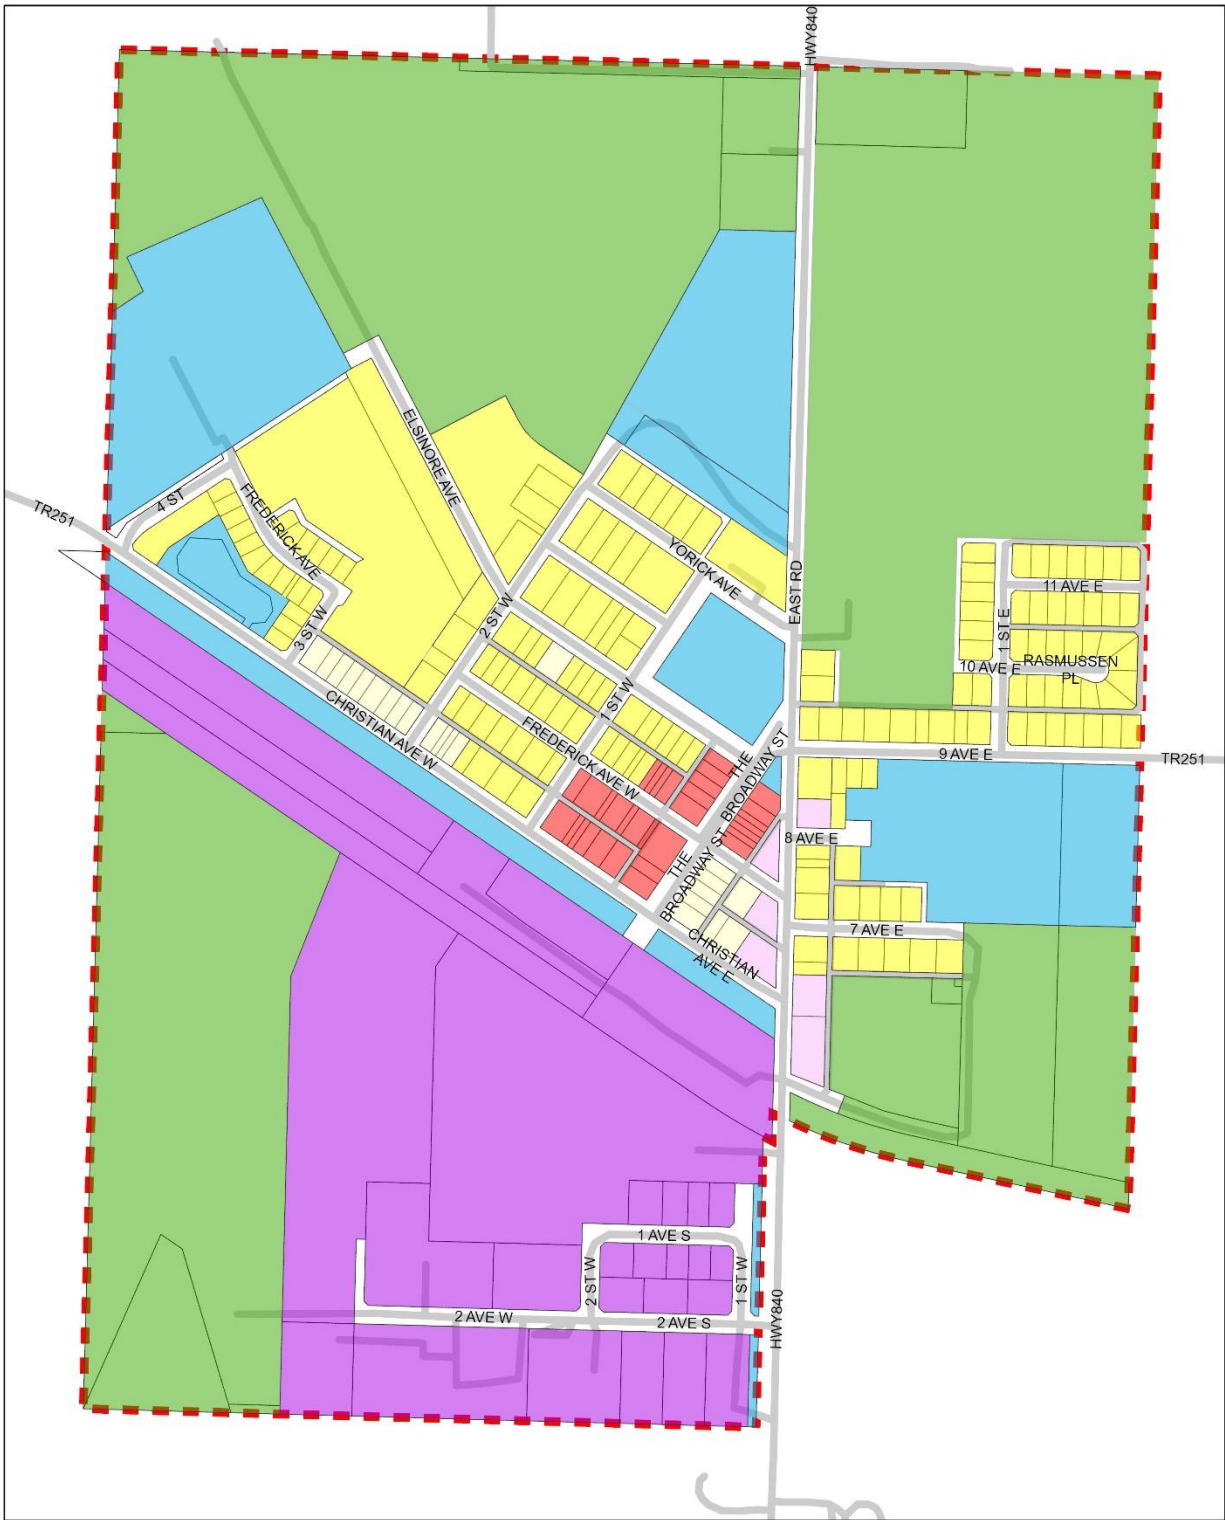 HWY840
TR251
4 ST
FREDERICK AVE
ELSINORE AVE
3 ST W
2 ST W
YORICK AVE
EAST RD
11 AVE E
1 ST E
10 AVE E
RASMUSSEN
PL
1 ST W
CHRISTIAN AVE W
FREDERICK AVE W
THE
BROADWAY ST
9 AVE E
TR251
8 AVE E
THE
BROADWAY ST
7 AVE E
CHRISTIAN
AVE E
1 AVE S
2 ST W
1 ST W
2 AVE W
2 AVE S
HWY840